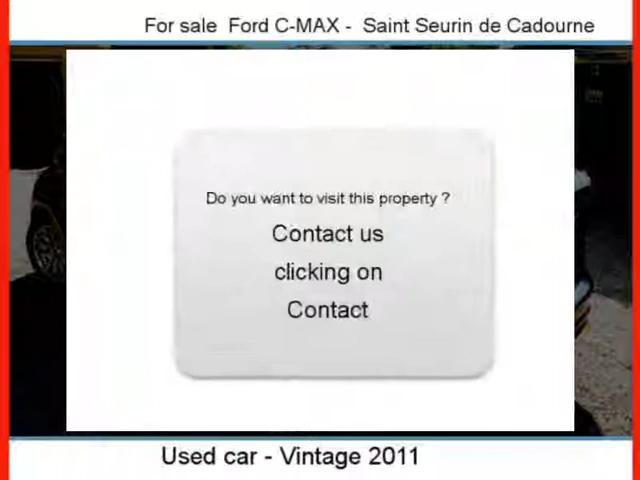 For sale Ford C-MAX - Saint Seurin de Cadourne
Do you want to visit this property ?
Contact us
clicking on
Contact
Used car - Vintage 2011